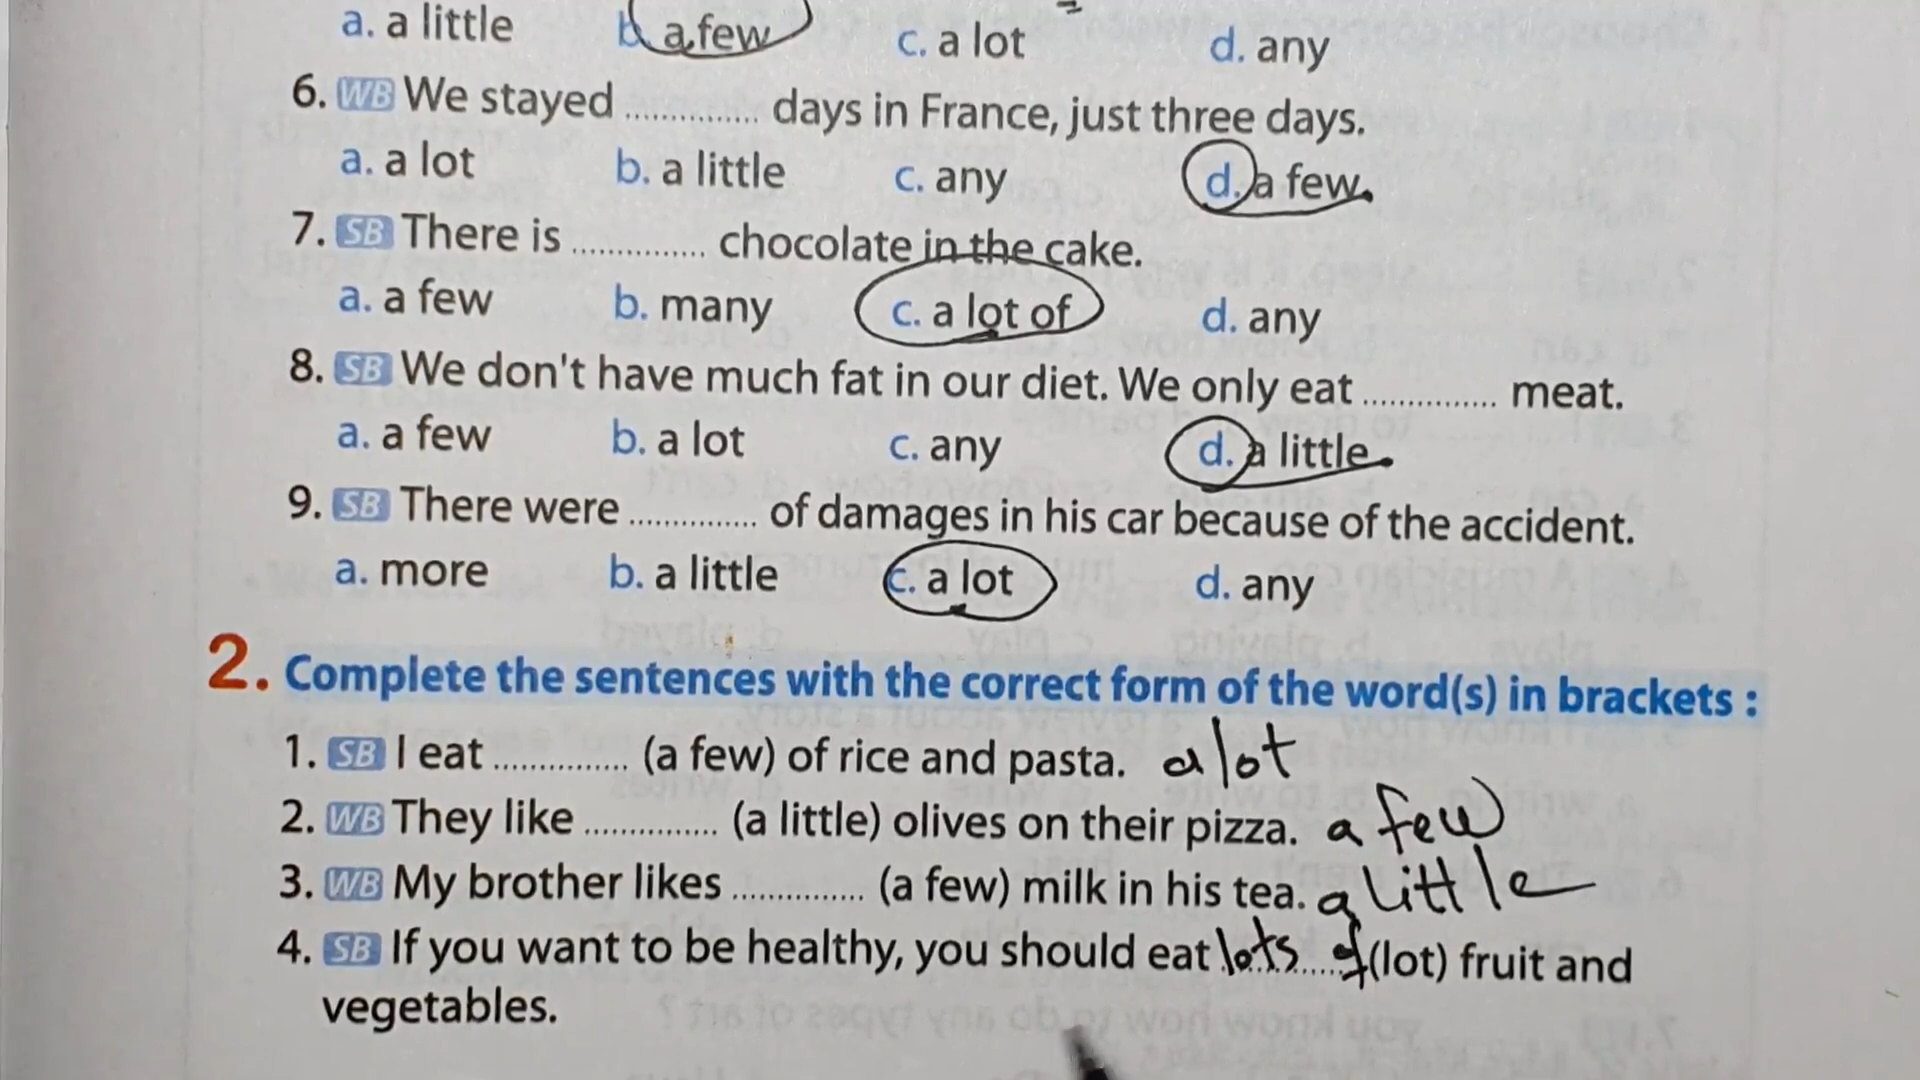 a. a little b. a few c. a lot d. any
6. WB We stayed .............. days in France, just three days.
a. a lot b. a little c. any d. a few
7. SB There is .............. chocolate in the cake.
a. a few b. many c. a lot of d. any
8. SB We don't have much fat in our diet. We only eat .............. meat.
a. a few b. a lot c. any d. a little
9. SB There were .............. of damages in his car because of the accident.
a. more b. a little c. a lot d. any
2. Complete the sentences with the correct form of the word(s) in brackets :
1. SB I eat .............. (a few) of rice and pasta. a lot
2. WB They like .............. (a little) olives on their pizza. a few
3. WB My brother likes .............. (a few) milk in his tea. a little
4. SB If you want to be healthy, you should eat lots of (lot) fruit and
vegetables.